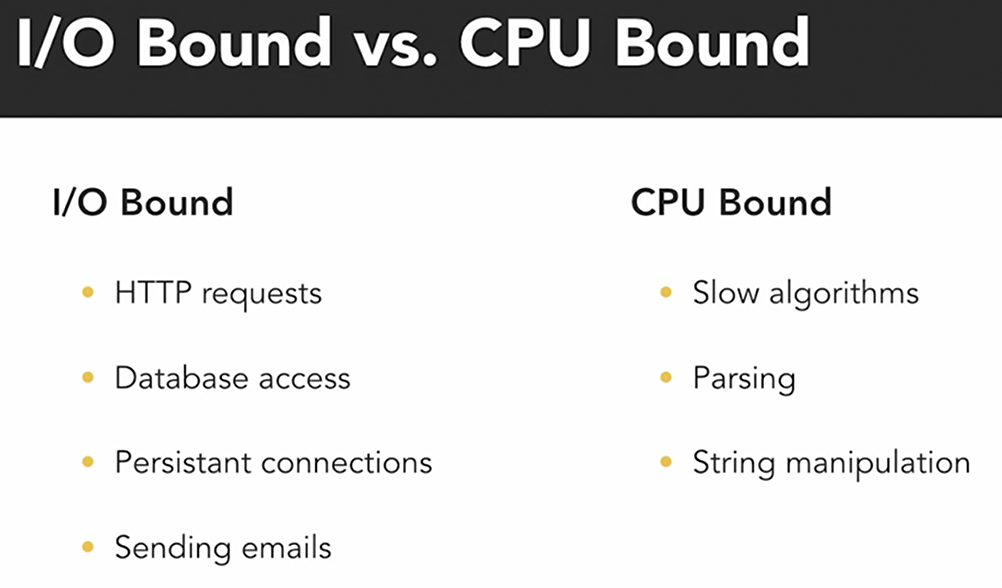 I/O Bound vs. CPU Bound
I/O Bound
HTTP requests
Database access
Persistant connections
Sending emails
CPU Bound
Slow algorithms
Parsing
String manipulation